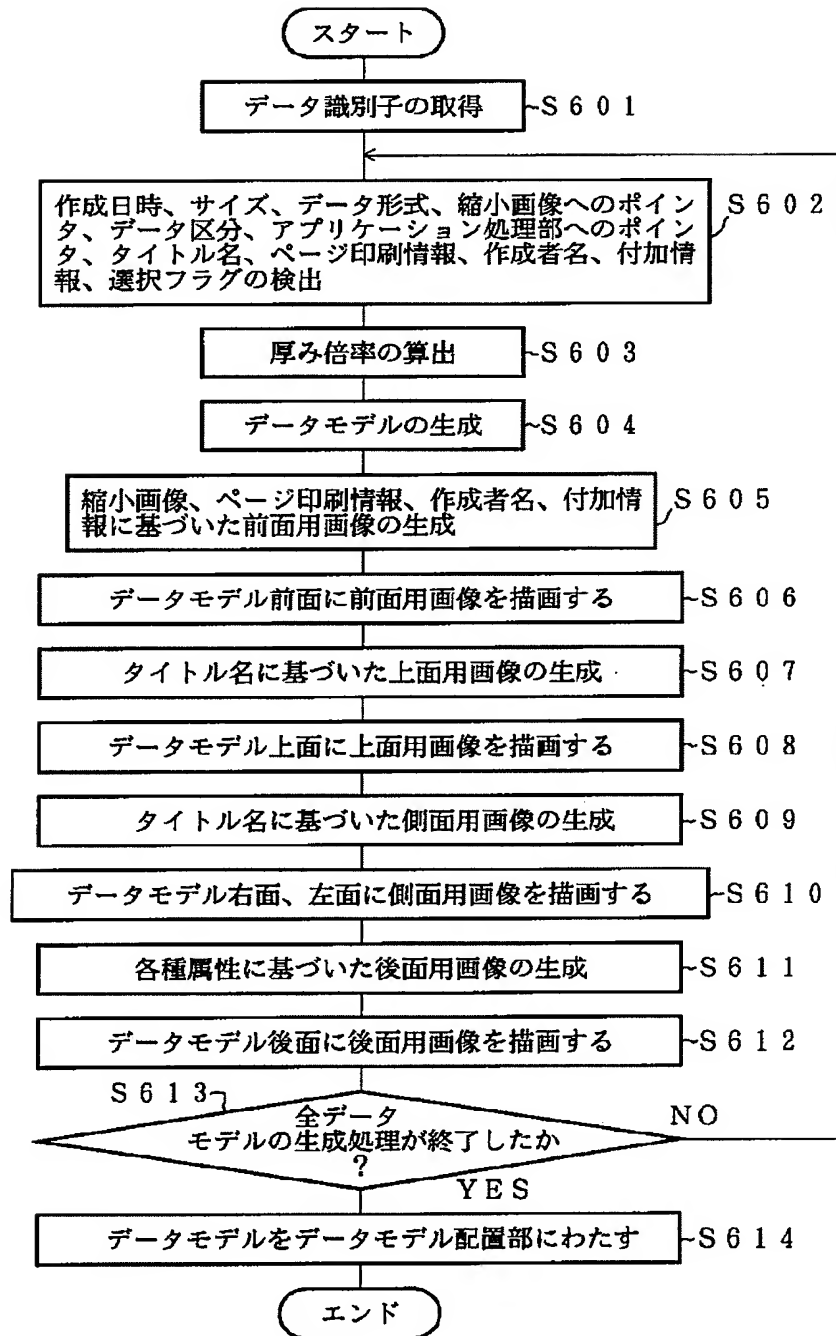 スタート
データ識別子の取得 ~S601
作成日時、サイズ、データ形式、縮小画像へのポイン
タ、データ区分、アプリケーション処理部へのポイン
タ、タイトル名、ページ印刷情報、作成者名、付加情
報、選択フラグの検出
S602
厚み倍率の算出 ~S603
データモデルの生成 ~S604
縮小画像、ページ印刷情報、作成者名、付加情
報に基づいた前面用画像の生成
S605
データモデル前面に前面用画像を描画する ~S606
タイトル名に基づいた上面用画像の生成 ~S607
データモデル上面に上面用画像を描画する ~S608
タイトル名に基づいた側面用画像の生成 ~S609
データモデル右面、左面に側面用画像を描画する ~S610
各種属性に基づいた後面用画像の生成 ~S611
データモデル後面に後面用画像を描画する ~S612
S613
全データ
モデルの生成処理が終了したか
?
NO
YES
データモデルをデータモデル配置部にわたす ~S614
エンド